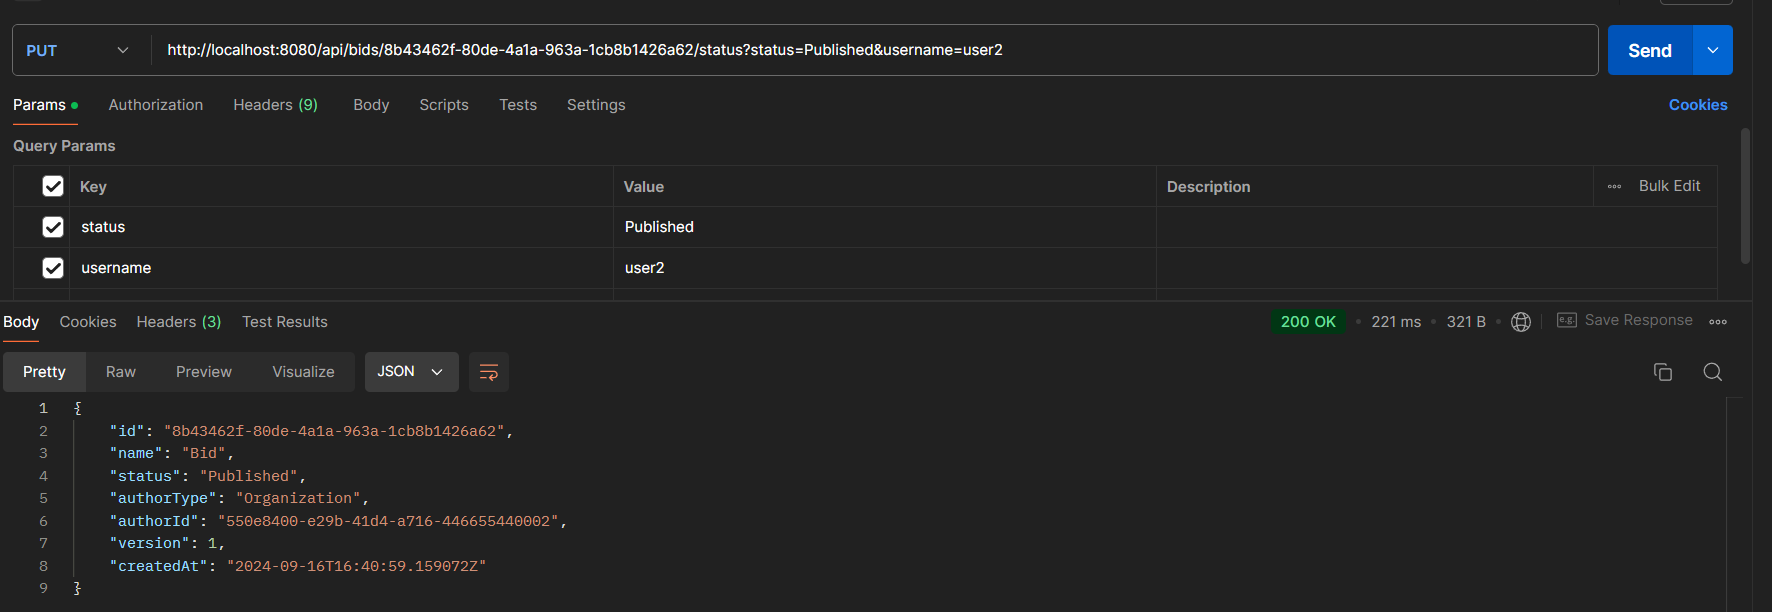 PUT http://localhost:8080/api/bids/8b43462f-80de-4a1a-963a-1cb8b1426a62/status?status=Published&username=user2 Send
Params Authorization Headers (9) Body Scripts Tests Settings Cookies
Query Params
Key Value Description Bulk Edit
status Published
username user2
Body Cookies Headers (3) Test Results 200 OK 221 ms 321 B e.g. Save Response
Pretty Raw Preview Visualize JSON
1 {
2 "id": "8b43462f-80de-4a1a-963a-1cb8b1426a62",
3 "name": "Bid",
4 "status": "Published",
5 "authorType": "Organization",
6 "authorId": "550e8400-e29b-41d4-a716-446655440002",
7 "version": 1,
8 "createdAt": "2024-09-16T16:40:59.159072Z"
9 }